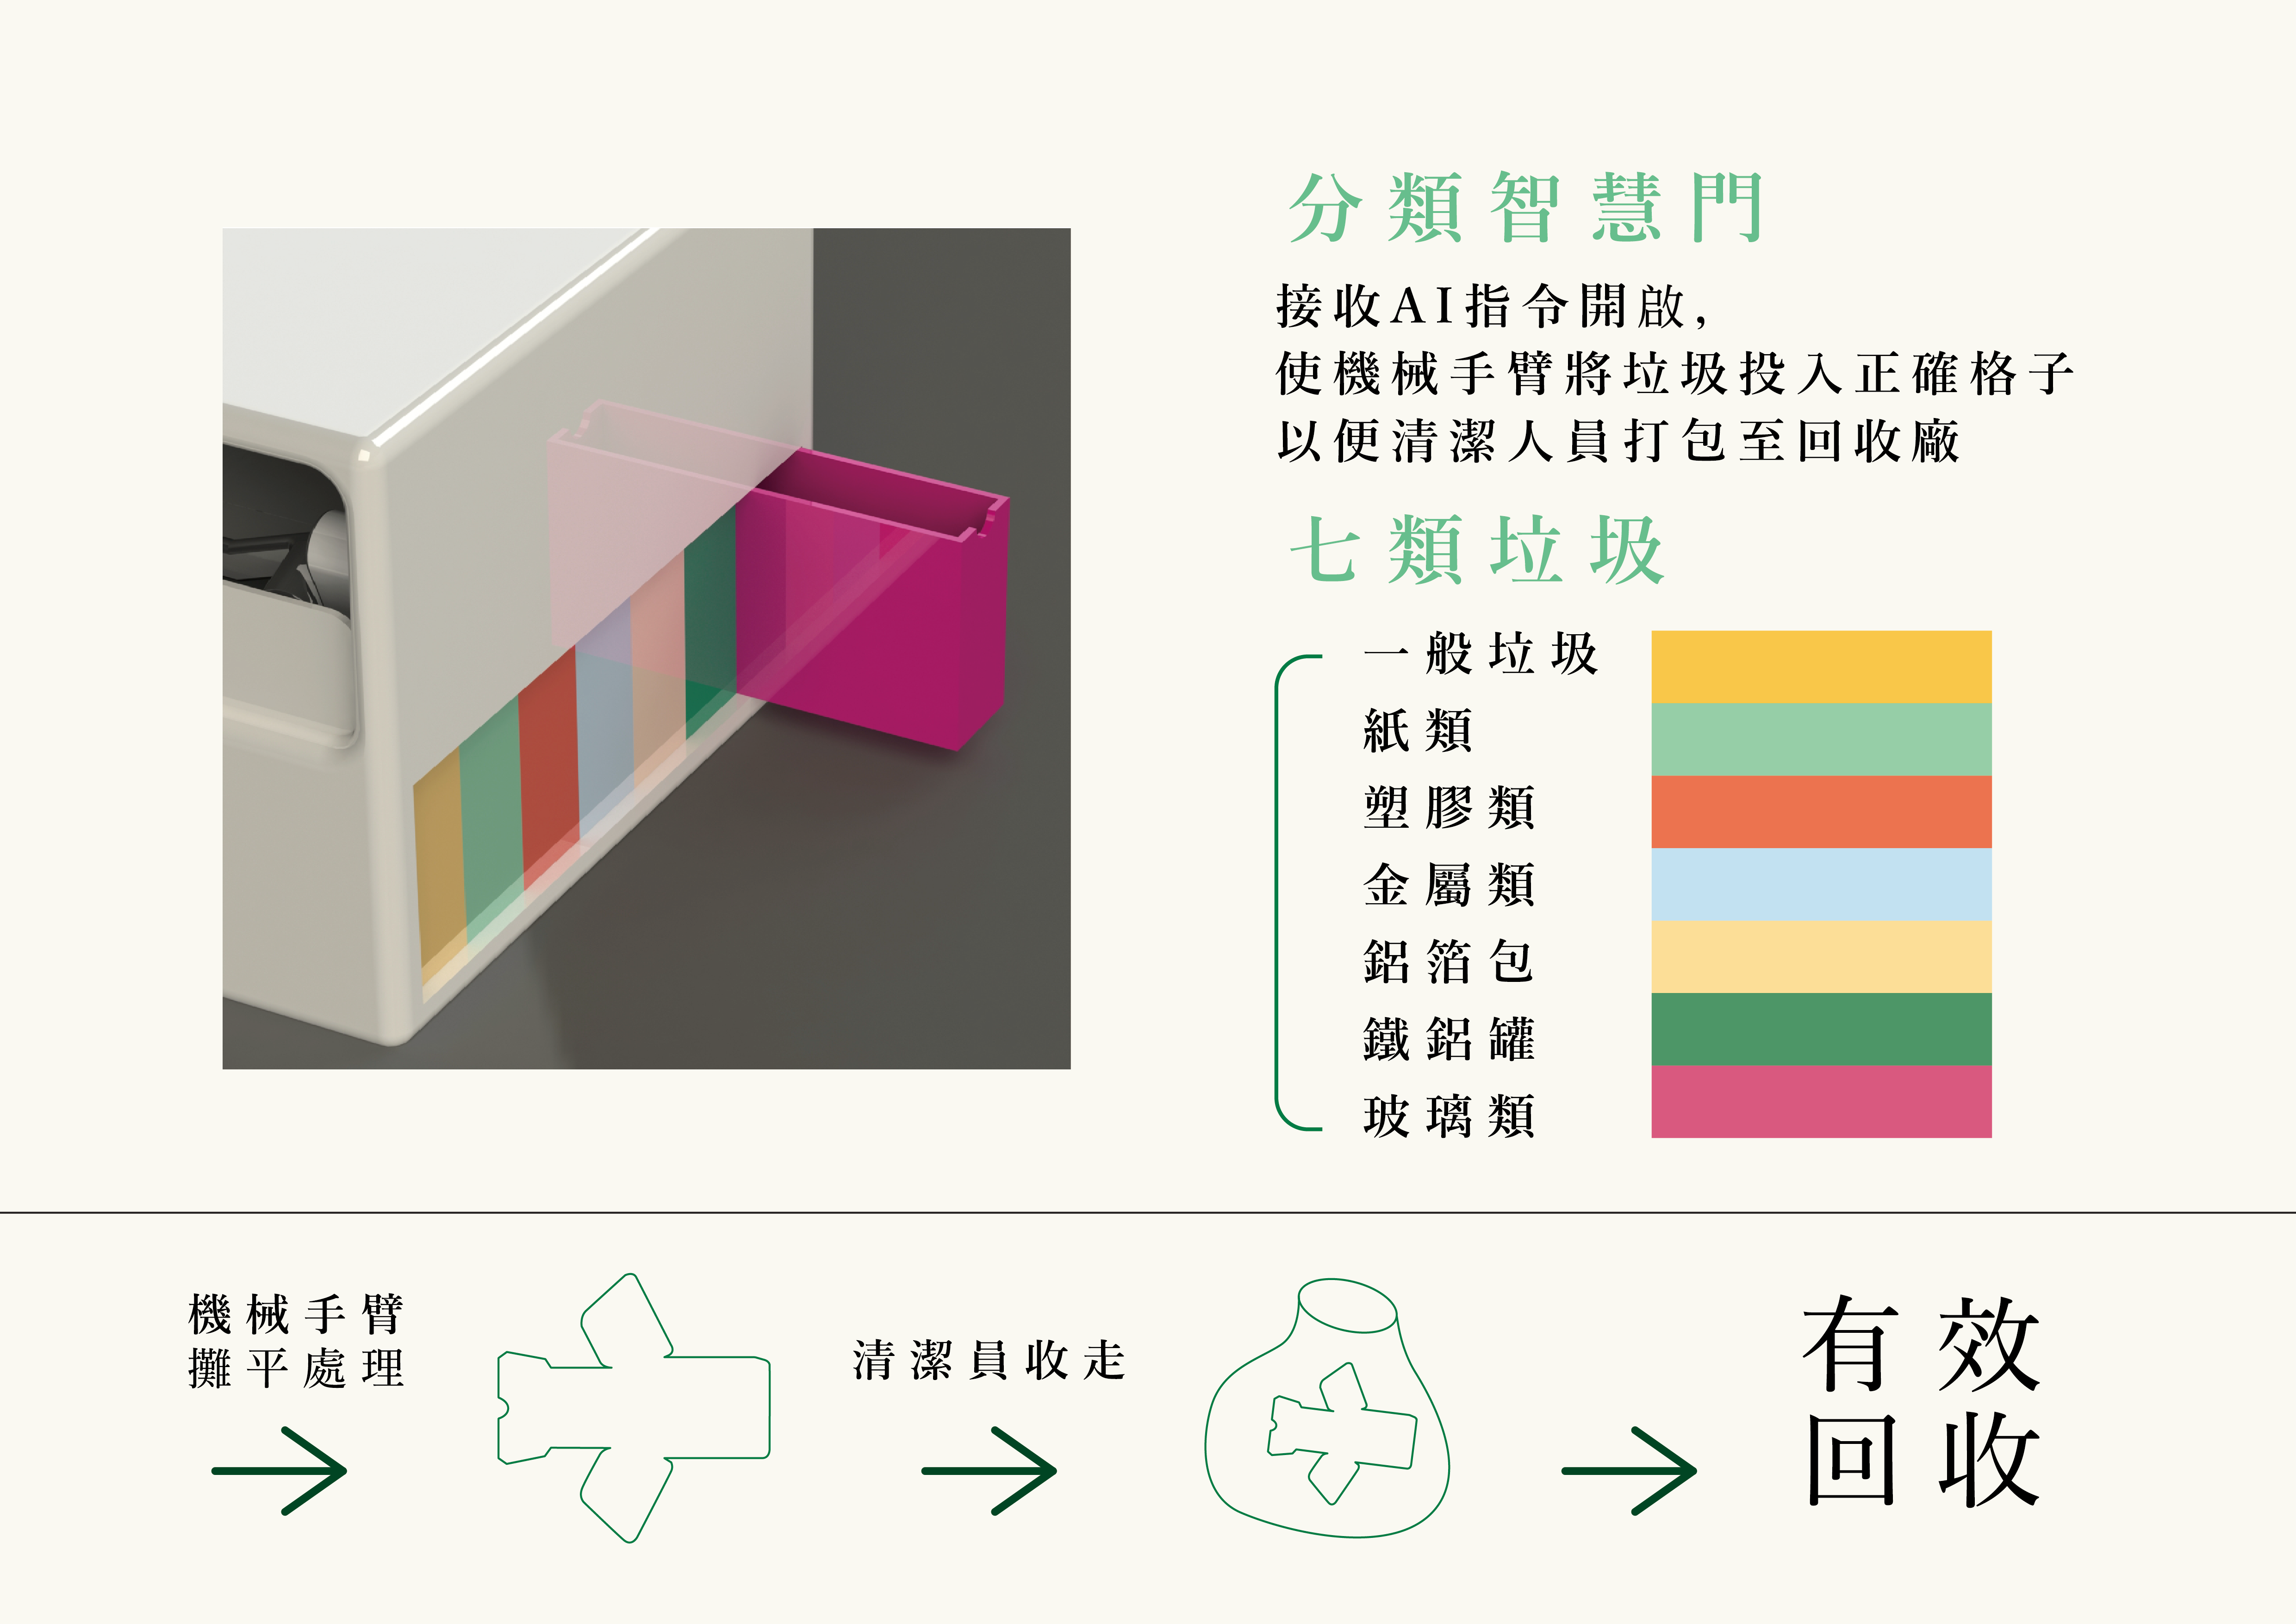 分類智慧門
接收AI指令開啟，
使機械手臂將垃圾投入正確格子
以便清潔人員打包至回收廠
七類垃圾
一般垃圾
紙類
塑膠類
金屬類
鋁箔包
鐵鋁罐
玻璃類
機械手臂
攤平處理
清潔員收走
有效
回收